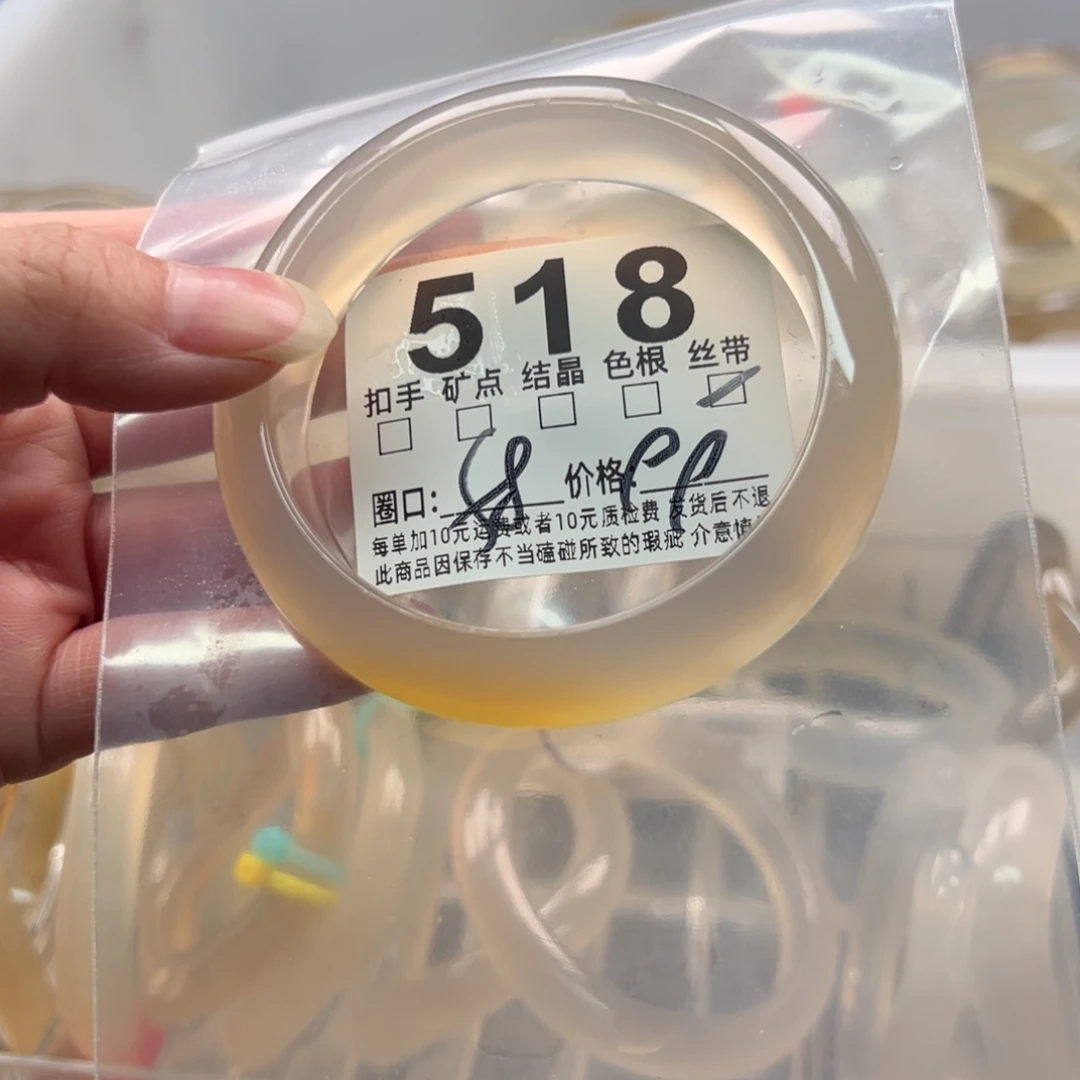 518
扣手 矿点 结晶 色根 丝带
圈口: 58 价格:
每单加10元运费或者10元质检费 发货后不退
此商品因保存不当磕碰所致的瑕疵 介意慎